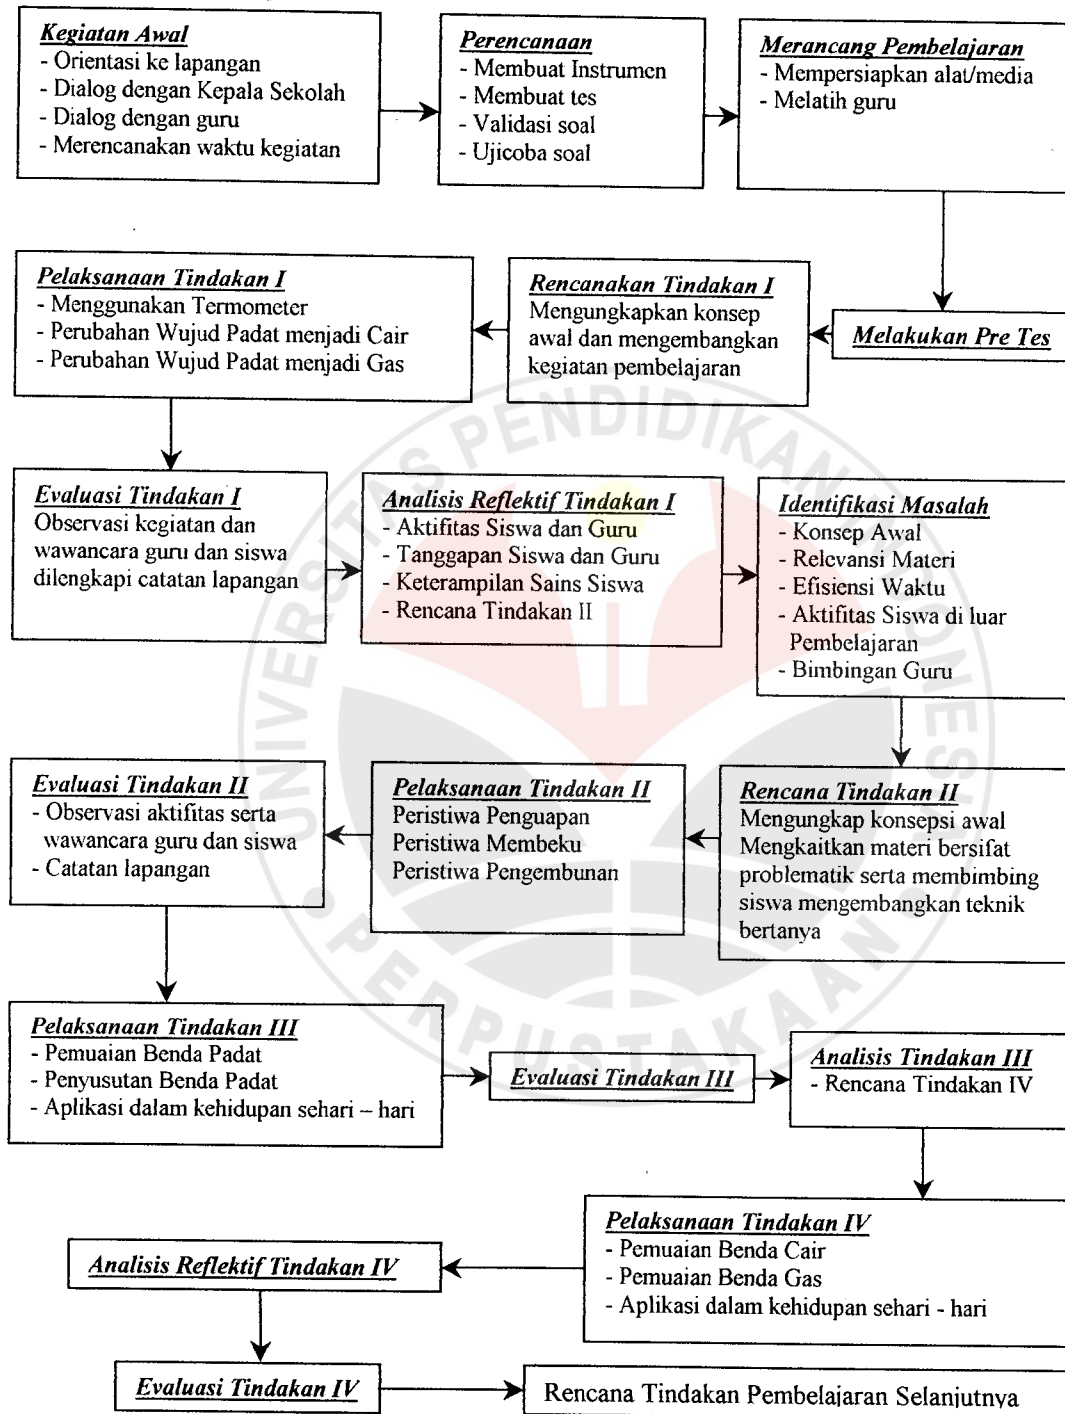 Kegiatan Awal
- Orientasi ke lapangan
- Dialog dengan Kepala Sekolah
- Dialog dengan guru
- Merencanakan waktu kegiatan
Perencanaan
- Membuat Instrumen
- Membuat tes
- Validasi soal
- Ujicoba soal
Merancang Pembelajaran
- Mempersiapkan alat/media
- Melatih guru
Melakukan Pre Tes
Rencanakan Tindakan I
Mengungkapkan konsep
awal dan mengembangkan
kegiatan pembelajaran
Pelaksanaan Tindakan I
- Menggunakan Termometer
- Perubahan Wujud Padat menjadi Cair
- Perubahan Wujud Padat menjadi Gas
Evaluasi Tindakan I
Observasi kegiatan dan
wawancara guru dan siswa
dilengkapi catatan lapangan
Analisis Reflektif Tindakan I
- Aktifitas Siswa dan Guru
- Tanggapan Siswa dan Guru
- Keterampilan Sains Siswa
- Rencana Tindakan II
Identifikasi Masalah
- Konsep Awal
- Relevansi Materi
- Efisiensi Waktu
- Aktifitas Siswa di luar
Pembelajaran
- Bimbingan Guru
Rencana Tindakan II
Mengungkap konsepsi awal
Mengkaitkan materi bersifat
problematik serta membimbing
siswa mengembangkan teknik
bertanya
Pelaksanaan Tindakan II
Peristiwa Penguapan
Peristiwa Membeku
Peristiwa Pengembunan
Evaluasi Tindakan II
- Observasi aktifitas serta
wawancara guru dan siswa
- Catatan lapangan
Pelaksanaan Tindakan III
- Pemuaian Benda Padat
- Penyusutan Benda Padat
- Aplikasi dalam kehidupan sehari – hari
Evaluasi Tindakan III
Analisis Tindakan III
- Rencana Tindakan IV
Pelaksanaan Tindakan IV
- Pemuaian Benda Cair
- Pemuaian Benda Gas
- Aplikasi dalam kehidupan sehari - hari
Analisis Reflektif Tindakan IV
Evaluasi Tindakan IV
Rencana Tindakan Pembelajaran Selanjutnya
UNIVERSITAS PENDIDIKAN INDONESIA
PERPUSTAKAAN